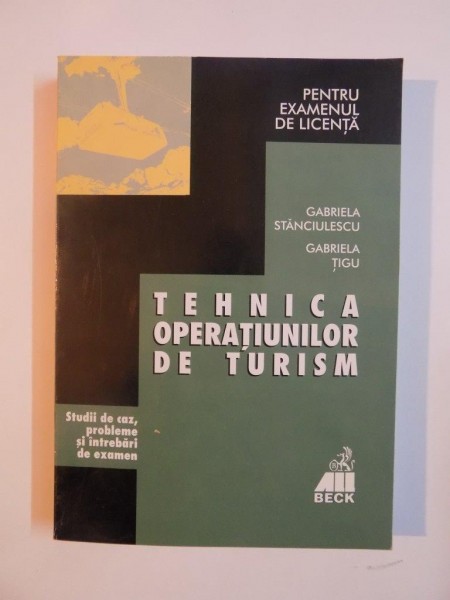 PENTRU
EXAMENUL
DE LICENȚĂ
GABRIELA
STĂNCIULESCU
GABRIELA
ȚIGU
TEHNICA
OPERAȚIUNILOR
DE TURISM
Studii de caz,
probleme
și întrebări
de examen
ALL
BECK